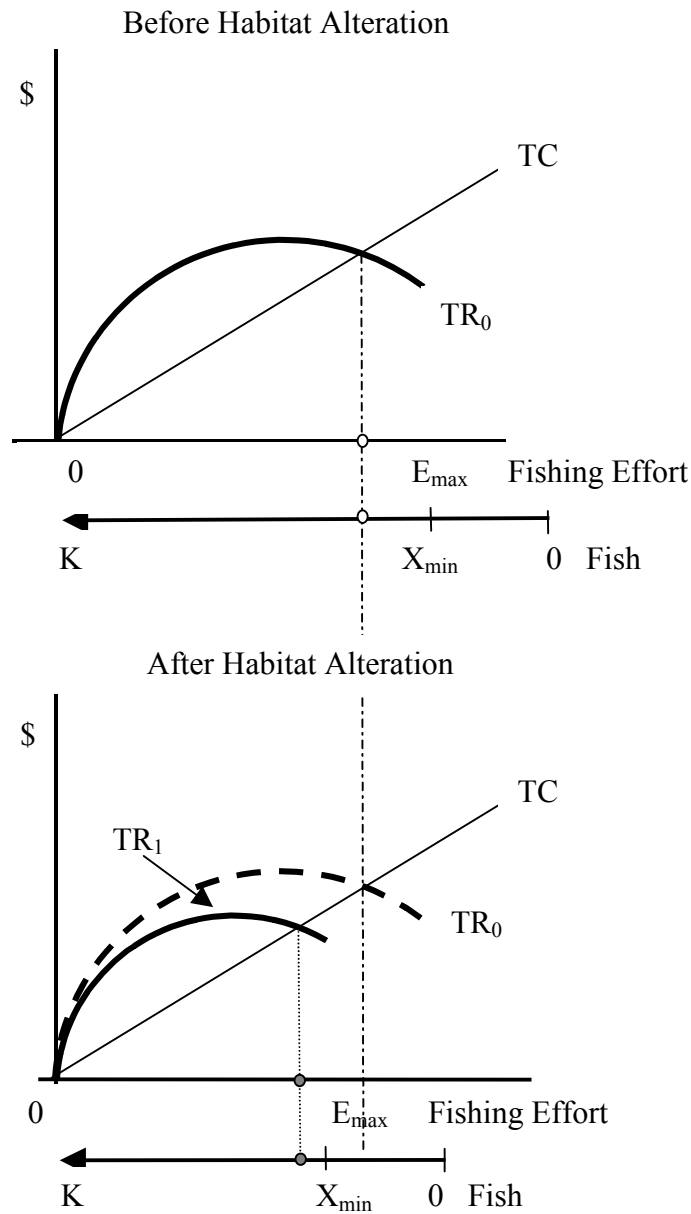 Before Habitat Alteration
$
TC
TR₀
0 Eₘₐₓ Fishing Effort
K Xₘᵢₙ 0 Fish
After Habitat Alteration
$
TC
TR₁
TR₀
0 Eₘₐₓ Fishing Effort
K Xₘᵢₙ 0 Fish